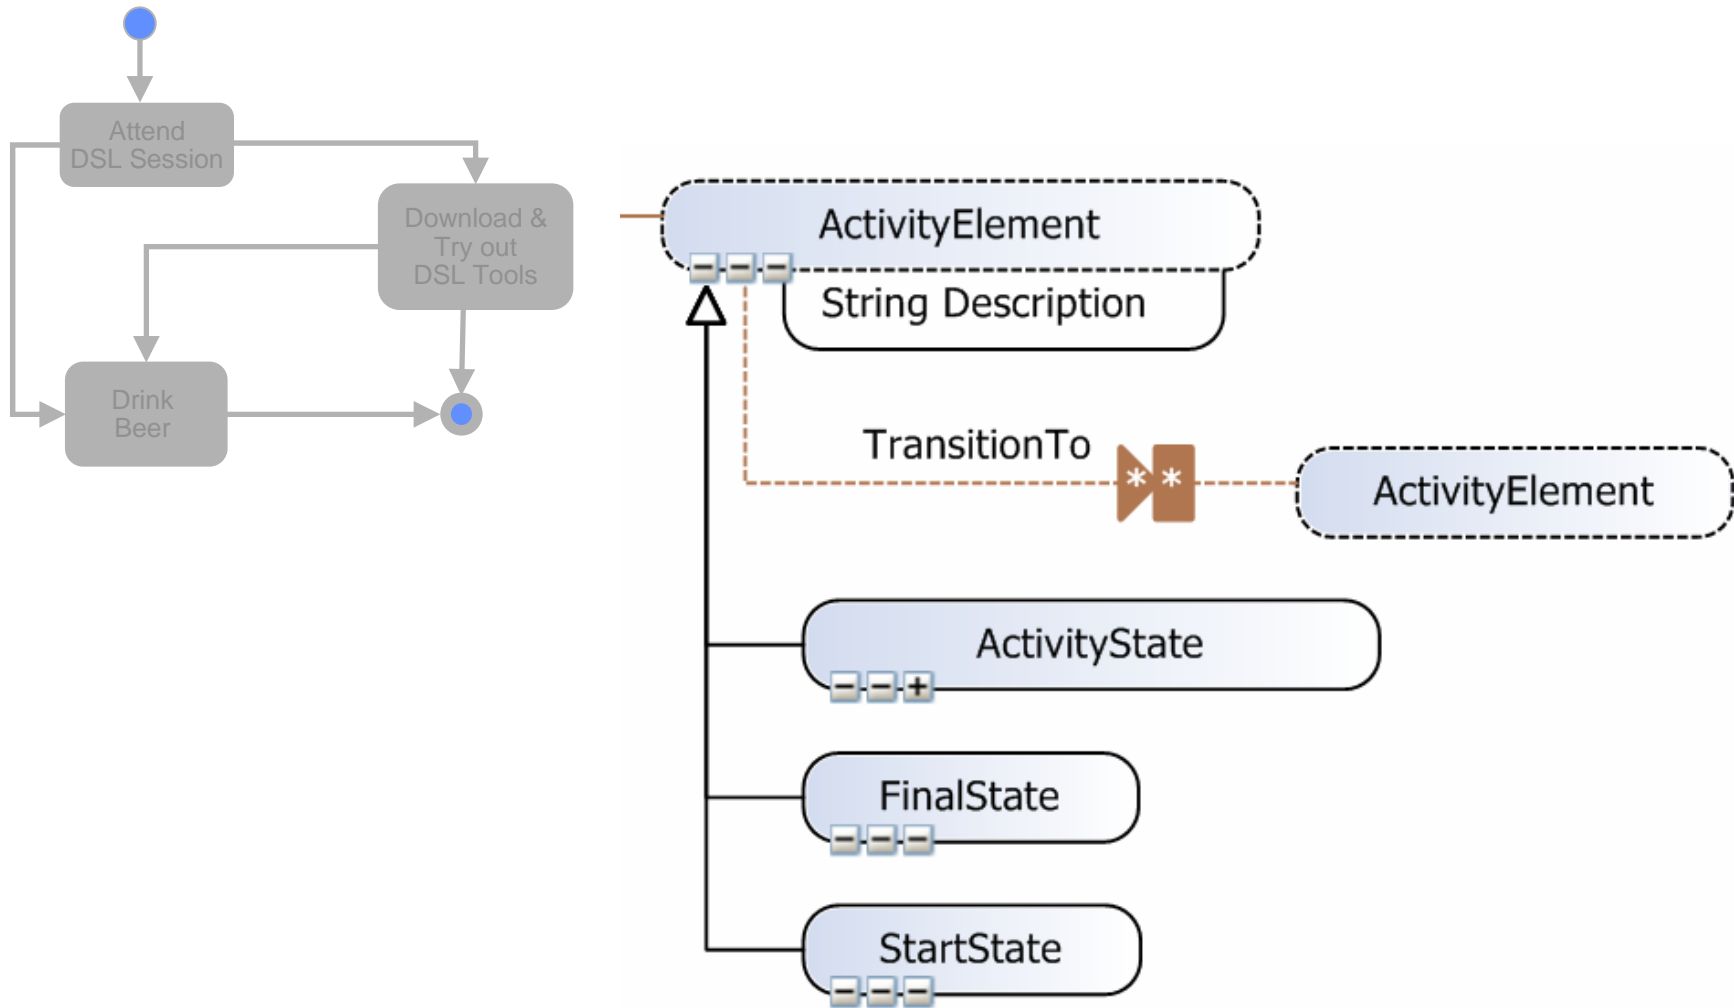 Attend
DSL Session
Download &
Try out
DSL Tools
Drink
Beer
ActivityElement
String Description
TransitionTo
* *
ActivityElement
ActivityState
FinalState
StartState